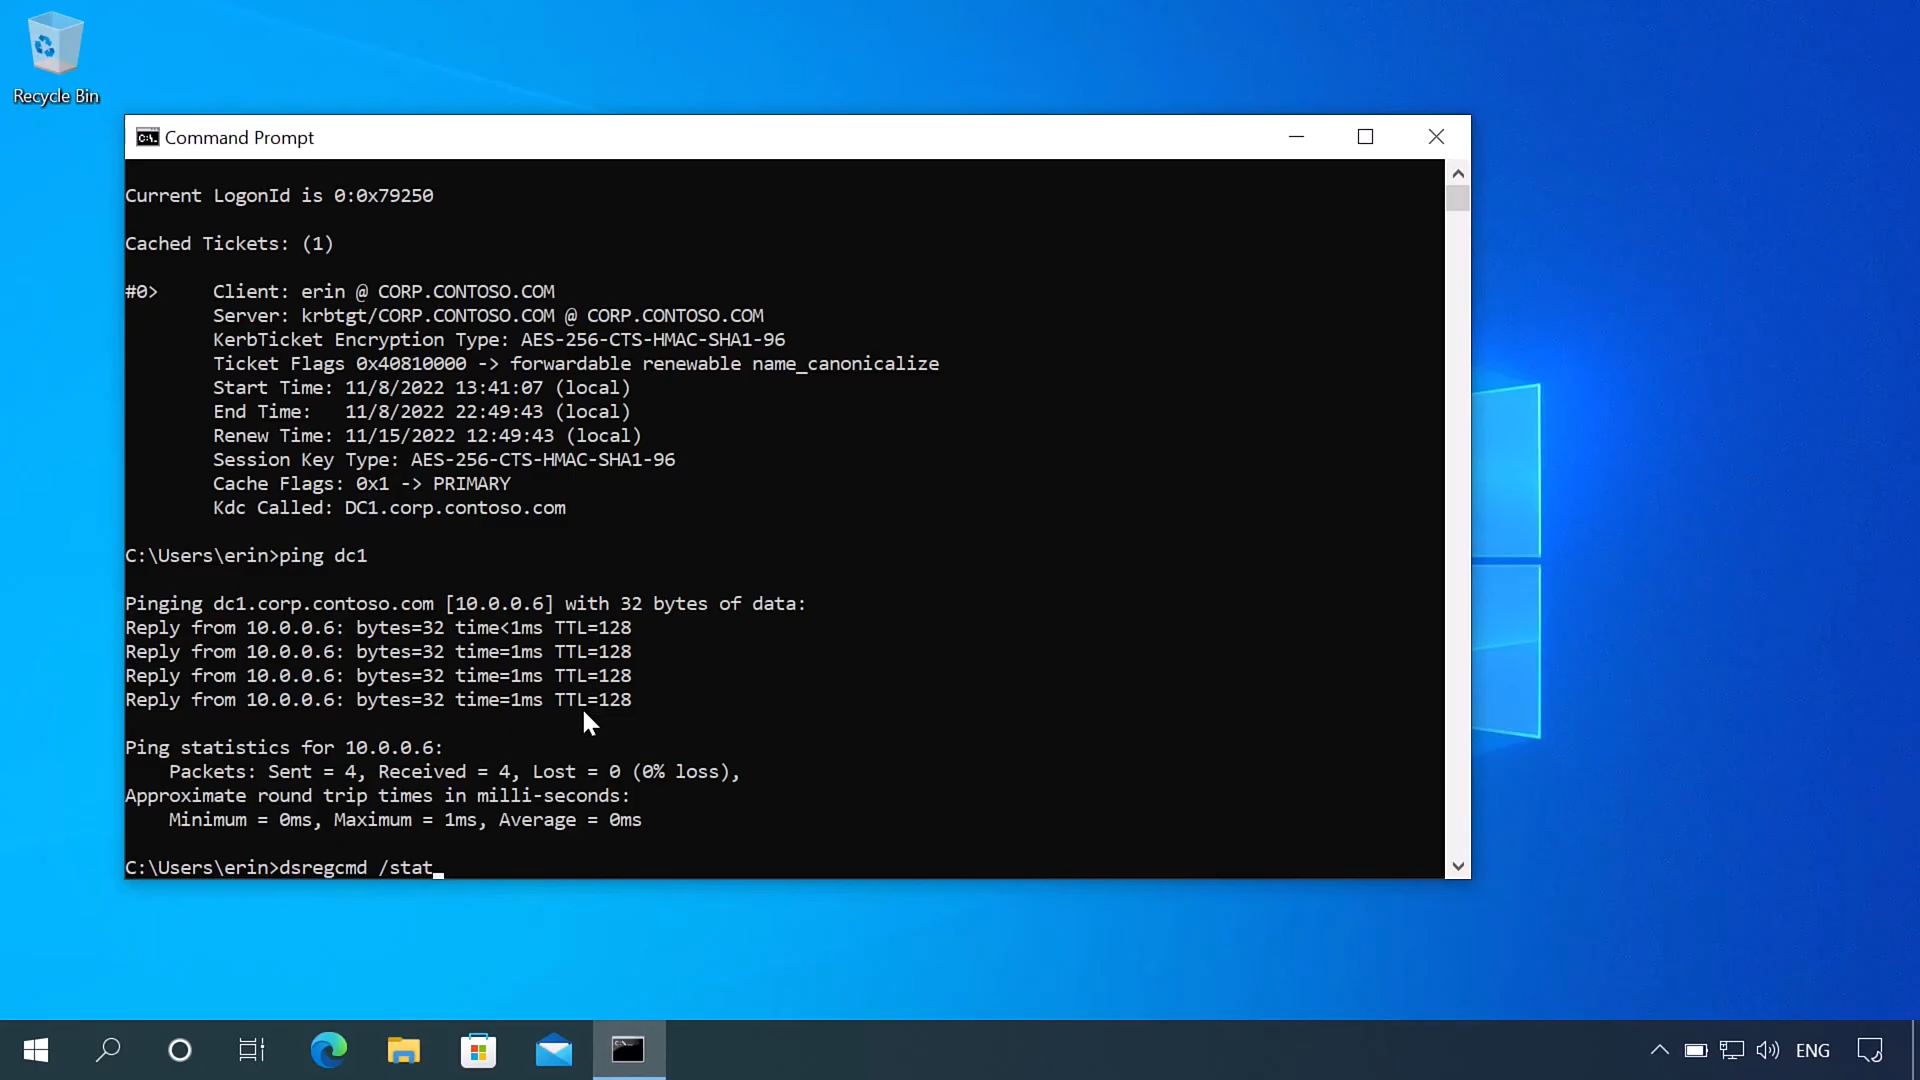 Recycle Bin
Command Prompt
Current LogonId is 0:0x79250
Cached Tickets: (1)
#0>     Client: erin @ CORP.CONTOSO.COM
        Server: krbtgt/CORP.CONTOSO.COM @ CORP.CONTOSO.COM
        KerbTicket Encryption Type: AES-256-CTS-HMAC-SHA1-96
        Ticket Flags 0x40810000 -> forwardable renewable name_canonicalize
        Start Time: 11/8/2022 13:41:07 (local)
        End Time:   11/8/2022 22:49:43 (local)
        Renew Time: 11/15/2022 12:49:43 (local)
        Session Key Type: AES-256-CTS-HMAC-SHA1-96
        Cache Flags: 0x1 -> PRIMARY
        Kdc Called: DC1.corp.contoso.com
C:\Users\erin>ping dc1
Pinging dc1.corp.contoso.com [10.0.0.6] with 32 bytes of data:
Reply from 10.0.0.6: bytes=32 time<1ms TTL=128
Reply from 10.0.0.6: bytes=32 time=1ms TTL=128
Reply from 10.0.0.6: bytes=32 time=1ms TTL=128
Reply from 10.0.0.6: bytes=32 time=1ms TTL=128
Ping statistics for 10.0.0.6:
    Packets: Sent = 4, Received = 4, Lost = 0 (0% loss),
Approximate round trip times in milli-seconds:
    Minimum = 0ms, Maximum = 1ms, Average = 0ms
C:\Users\erin>dsregcmd /stat
ENG